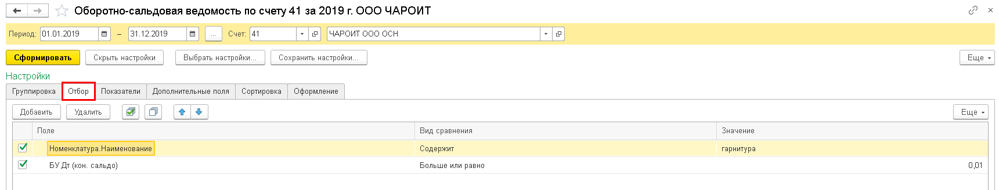 Оборотно-сальдовая ведомость по счету 41 за 2019 г. ООО ЧАРОИТ
Период: 01.01.2019 – 31.12.2019 ... Счет: 41 ЧАРОИТ ООО ОСН
Сформировать Скрыть настройки Выбрать настройки... Сохранить настройки... Еще
Настройки
Группировка Отбор Показатели Дополнительные поля Сортировка Оформление
Добавить Удалить Еще
Поле Вид сравнения Значение
Номенклатура.Наименование Содержит гарнитура
БУ Дт (кон. сальдо) Больше или равно 0,01